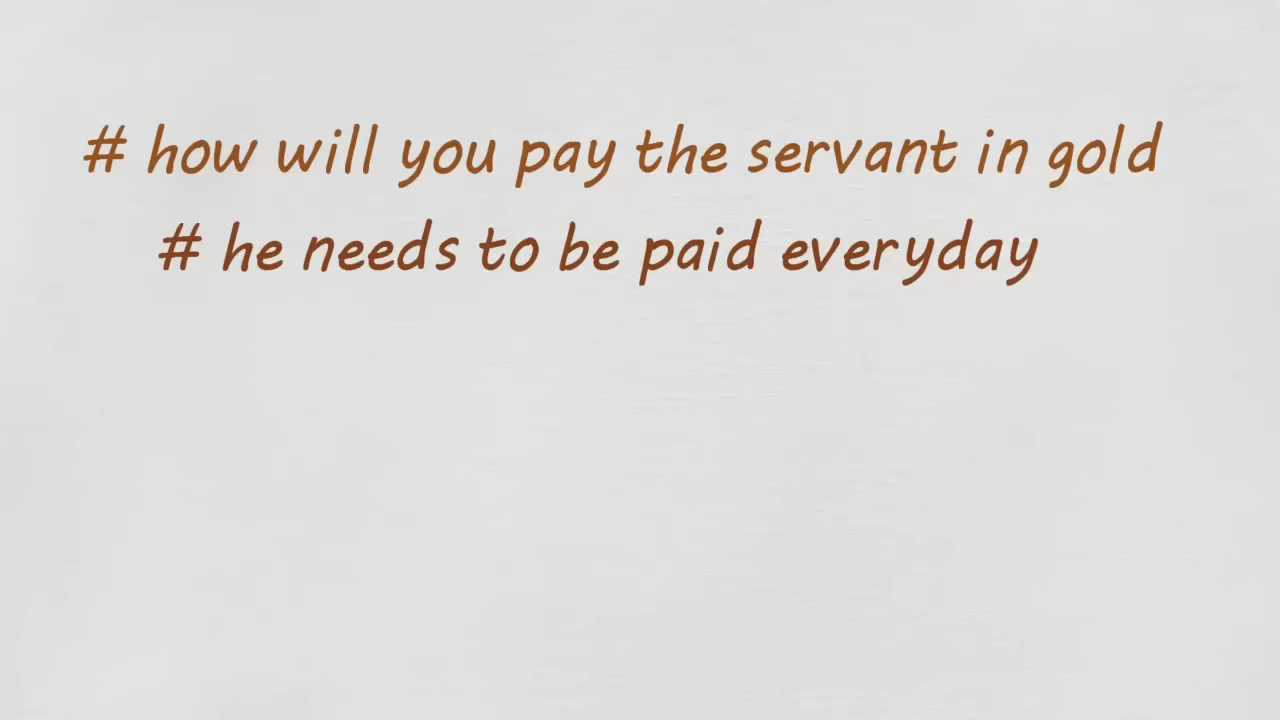 # how will you pay the servant in gold
# he needs to be paid everyday